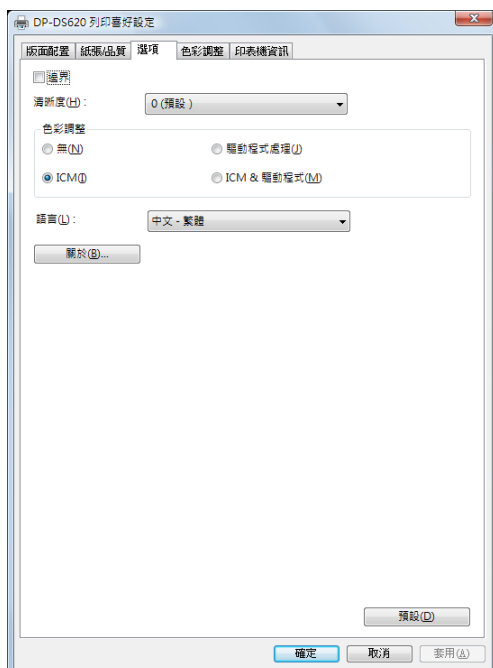 DP-DS620 列印喜好設定
版面配置 紙張/品質 選項 色彩調整 印表機資訊
邊界
清晰度(H): 0 (預設 )
色彩調整
無(N) 驅動程式處理(J)
ICM(I) ICM & 驅動程式(M)
語言(L): 中文 - 繁體
關於(B)...
預設(D)
確定 取消 套用(A)